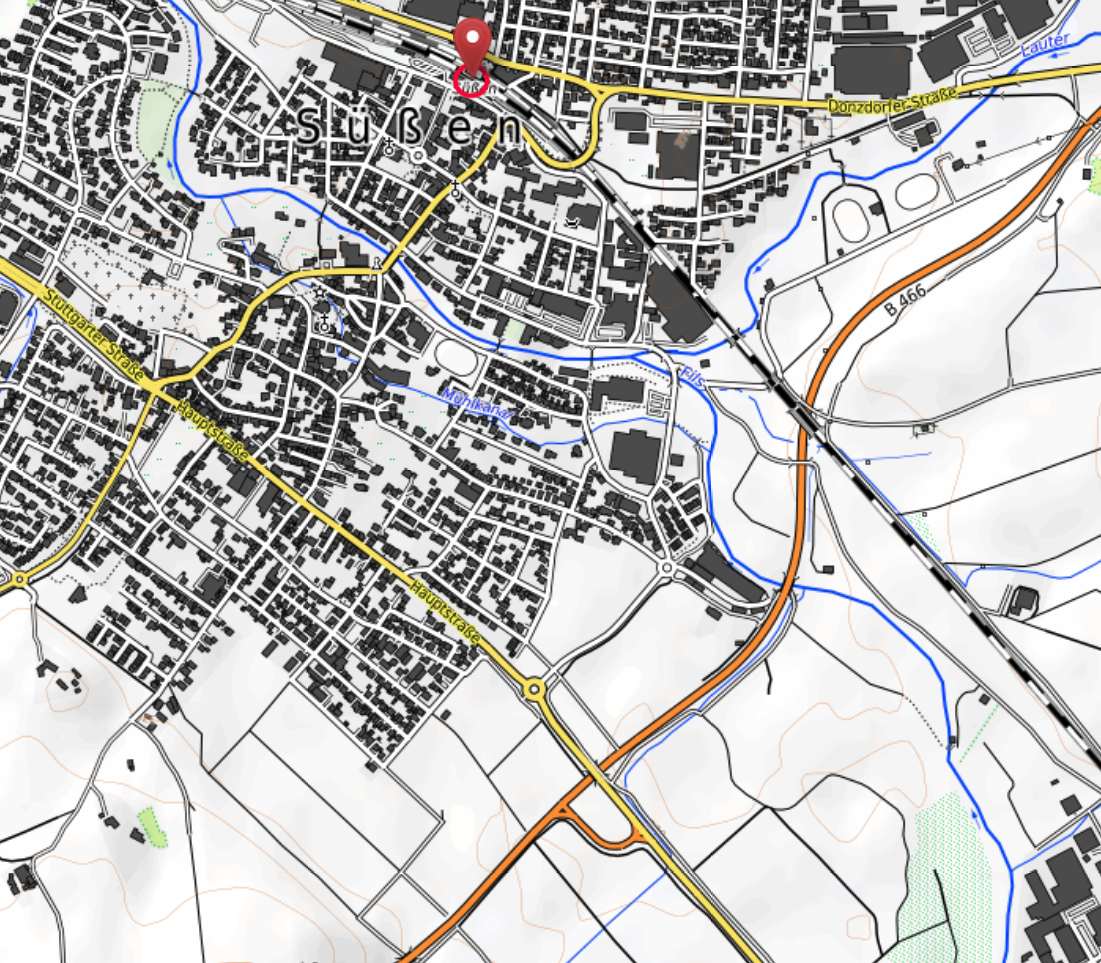 Lauter
Donzdorfer Straße
Süßen
B 466
Stuttgarter Straße
Fils
Mühlkanal
Hauptstraße
Hauptstraße